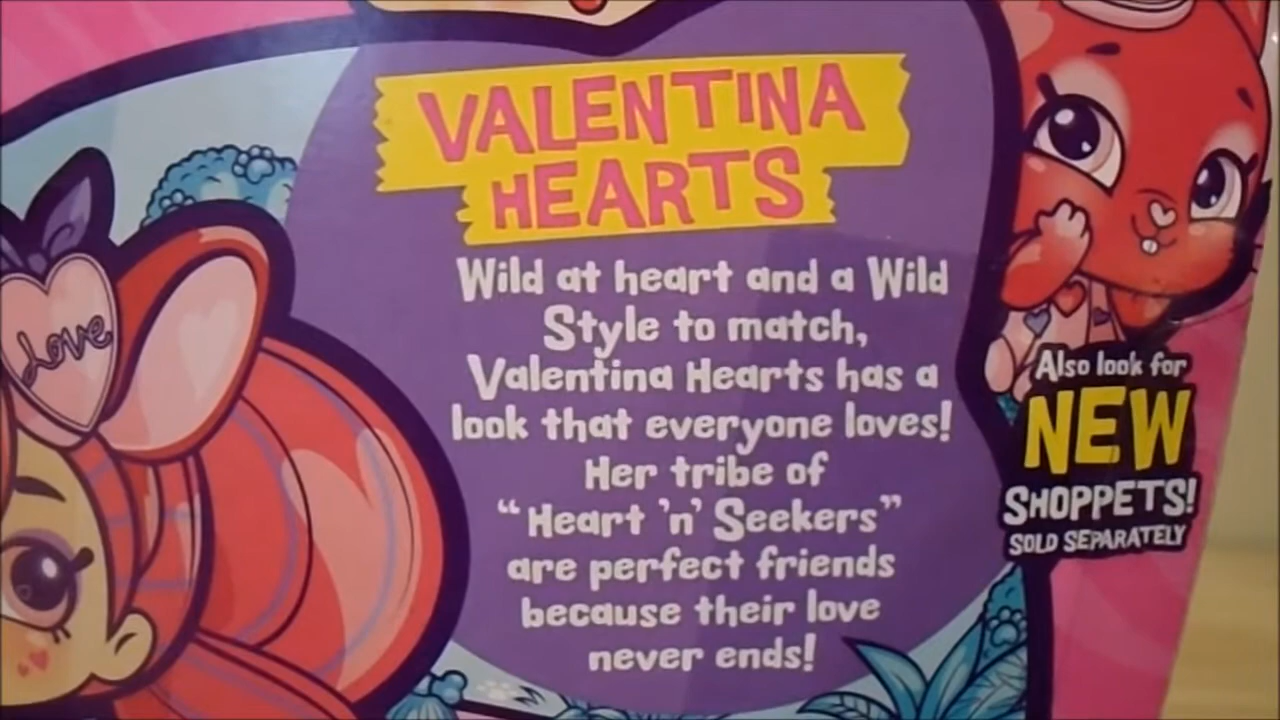 VALENTINA
HEARTS
Wild at heart and a Wild
Style to match,
Valentina Hearts has a
look that everyone loves!
Her tribe of
“Heart 'n' Seekers”
are perfect friends
because their love
never ends!
Love
Also look for
NEW
SHOPPETS!
SOLD SEPARATELY